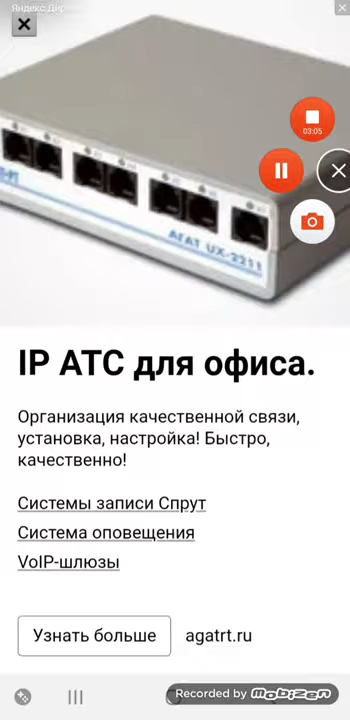 Яндекс.Дир
03:05
АГАТ UX-2211
IP АТС для офиса.
Организация качественной связи,
установка, настройка! Быстро,
качественно!
Системы записи Спрут
Система оповещения
VoIP-шлюзы
Узнать больше
agatrt.ru
Recorded by mobizen